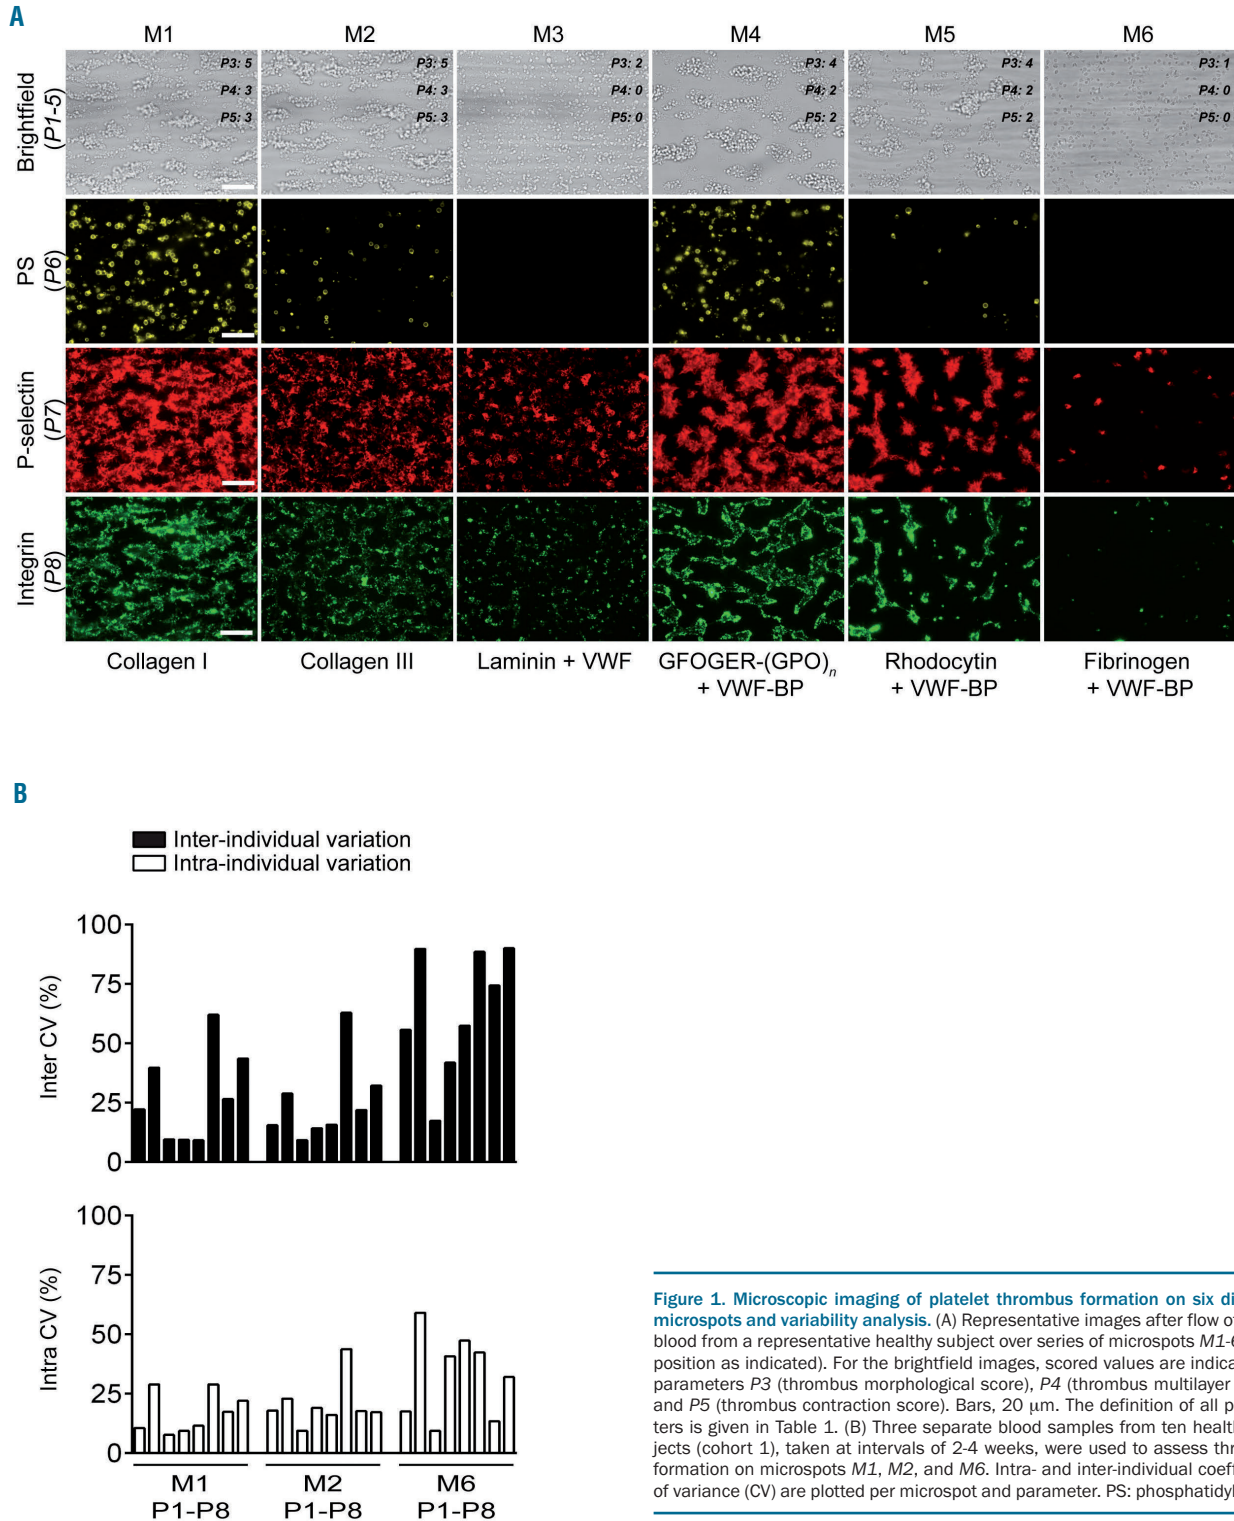 A
M1 M2 M3 M4 M5 M6
Brightfield
(P1-5)
P3: 5
P4: 3
P5: 3
P3: 5
P4: 3
P5: 3
P3: 2
P4: 0
P5: 0
P3: 4
P4: 2
P5: 2
P3: 4
P4: 2
P5: 2
P3: 1
P4: 0
P5: 0
PS
(P6)
P-selectin
(P7)
Integrin
(P8)
Collagen I
Collagen III
Laminin + VWF
GFOGER-(GPO)n
+ VWF-BP
Rhodocytin
+ VWF-BP
Fibrinogen
+ VWF-BP
B
Inter-individual variation
Intra-individual variation
Inter CV (%)
100
75
50
25
0
Intra CV (%)
100
75
50
25
0
M1 M2 M6
P1-P8 P1-P8 P1-P8
Figure 1. Microscopic imaging of platelet thrombus formation on six di
microspots and variability analysis. (A) Representative images after flow of
blood from a representative healthy subject over series of microspots M1-6
position as indicated). For the brightfield images, scored values are indica
parameters P3 (thrombus morphological score), P4 (thrombus multilayer
and P5 (thrombus contraction score). Bars, 20 μm. The definition of all p
ters is given in Table 1. (B) Three separate blood samples from ten health
jects (cohort 1), taken at intervals of 2-4 weeks, were used to assess thr
formation on microspots M1, M2, and M6. Intra- and inter-individual coeff
of variance (CV) are plotted per microspot and parameter. PS: phosphatidyl